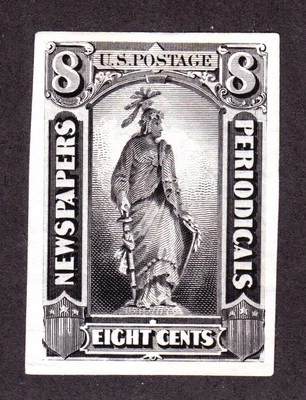 8 U.S. POSTAGE 8
NEWSPAPERS
PERIODICALS
EIGHT CENTS